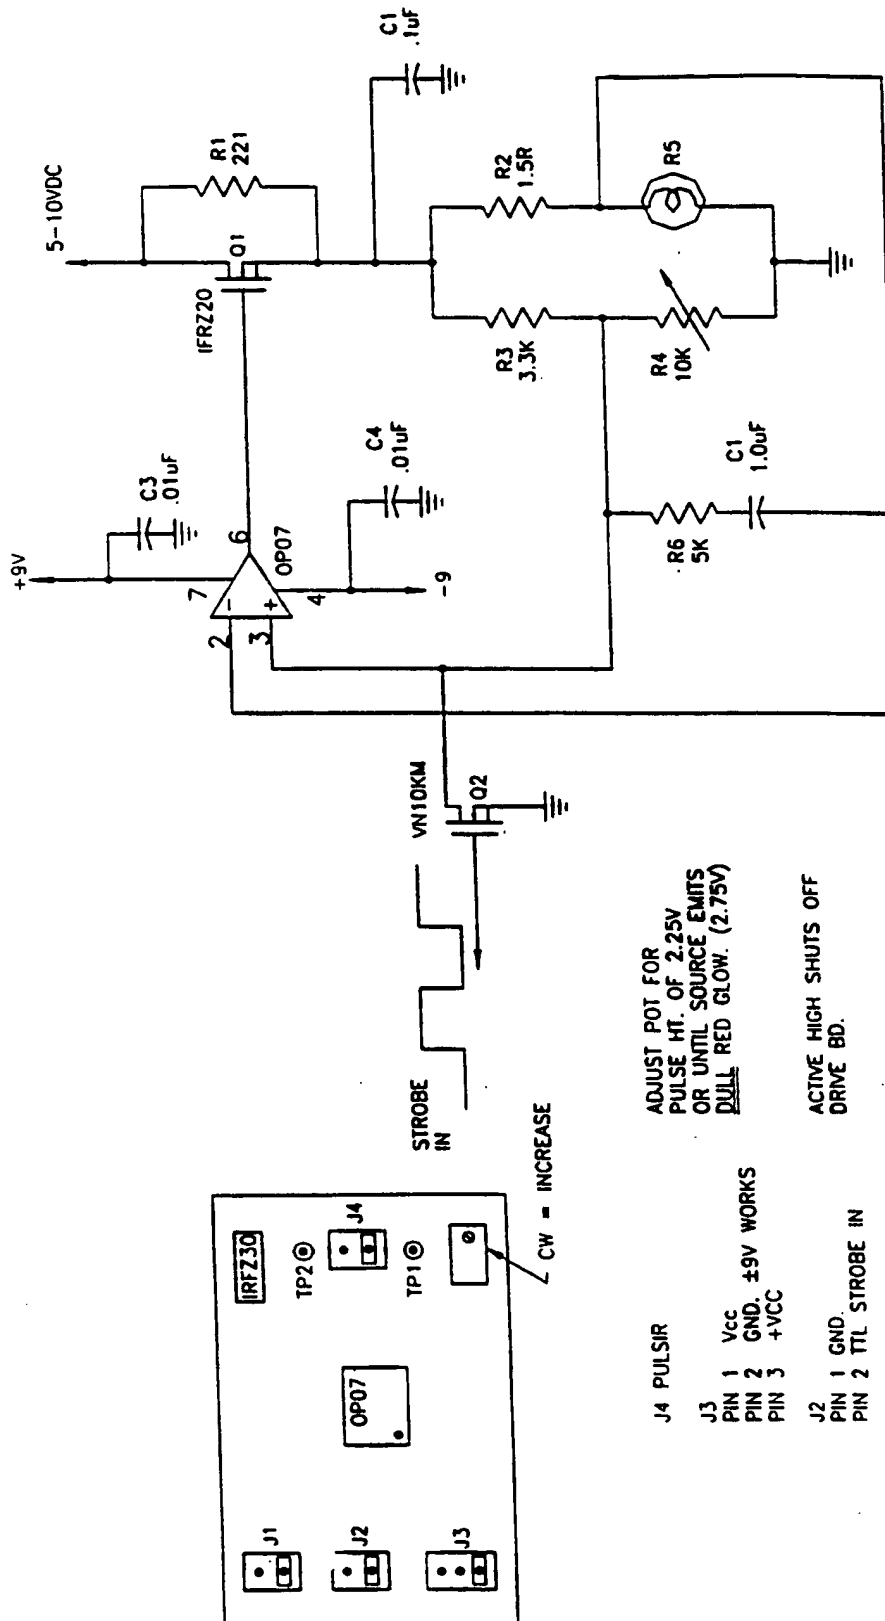 5-10VDC
R1
221
Q1
IFRZ20
C1
.1uF
+9V
C3
.01uF
7
6
2
-
3
+
4
OP07
C4
.01uF
-9
R2
1.5R
R3
3.3K
R5
R4
10K
C1
1.0uF
R6
5K
VN10KM
Q2
STROBE
IN
ADJUST POT FOR
PULSE HT. OF 2.25V
OR UNTIL SOURCE EMITS
DULL RED GLOW. (2.75V)
ACTIVE HIGH SHUTS OFF
DRIVE BD.
IRFZ30
TP2
J4
TP1
OP07
J1
J2
J3
CW = INCREASE
J4 PULSIR
J3
PIN 1 Vcc
PIN 2 GND. ±9V WORKS
PIN 3 +VCC
J2
PIN 1 GND.
PIN 2 TTL STROBE IN